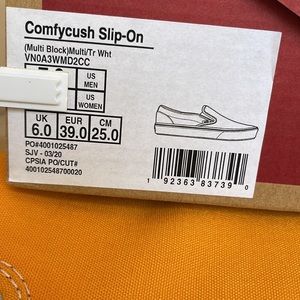 Comfycush Slip-On
(Multi Block)Multi/Tr Wht
VN0A3WMD2CC
US
MEN
US
WOMEN
UK EUR CM
6.0 39.0 25.0
PO#4001025487
SJV - 03/20
CPSIA PO/CUT#
400102548700020
1 92363 83739 0